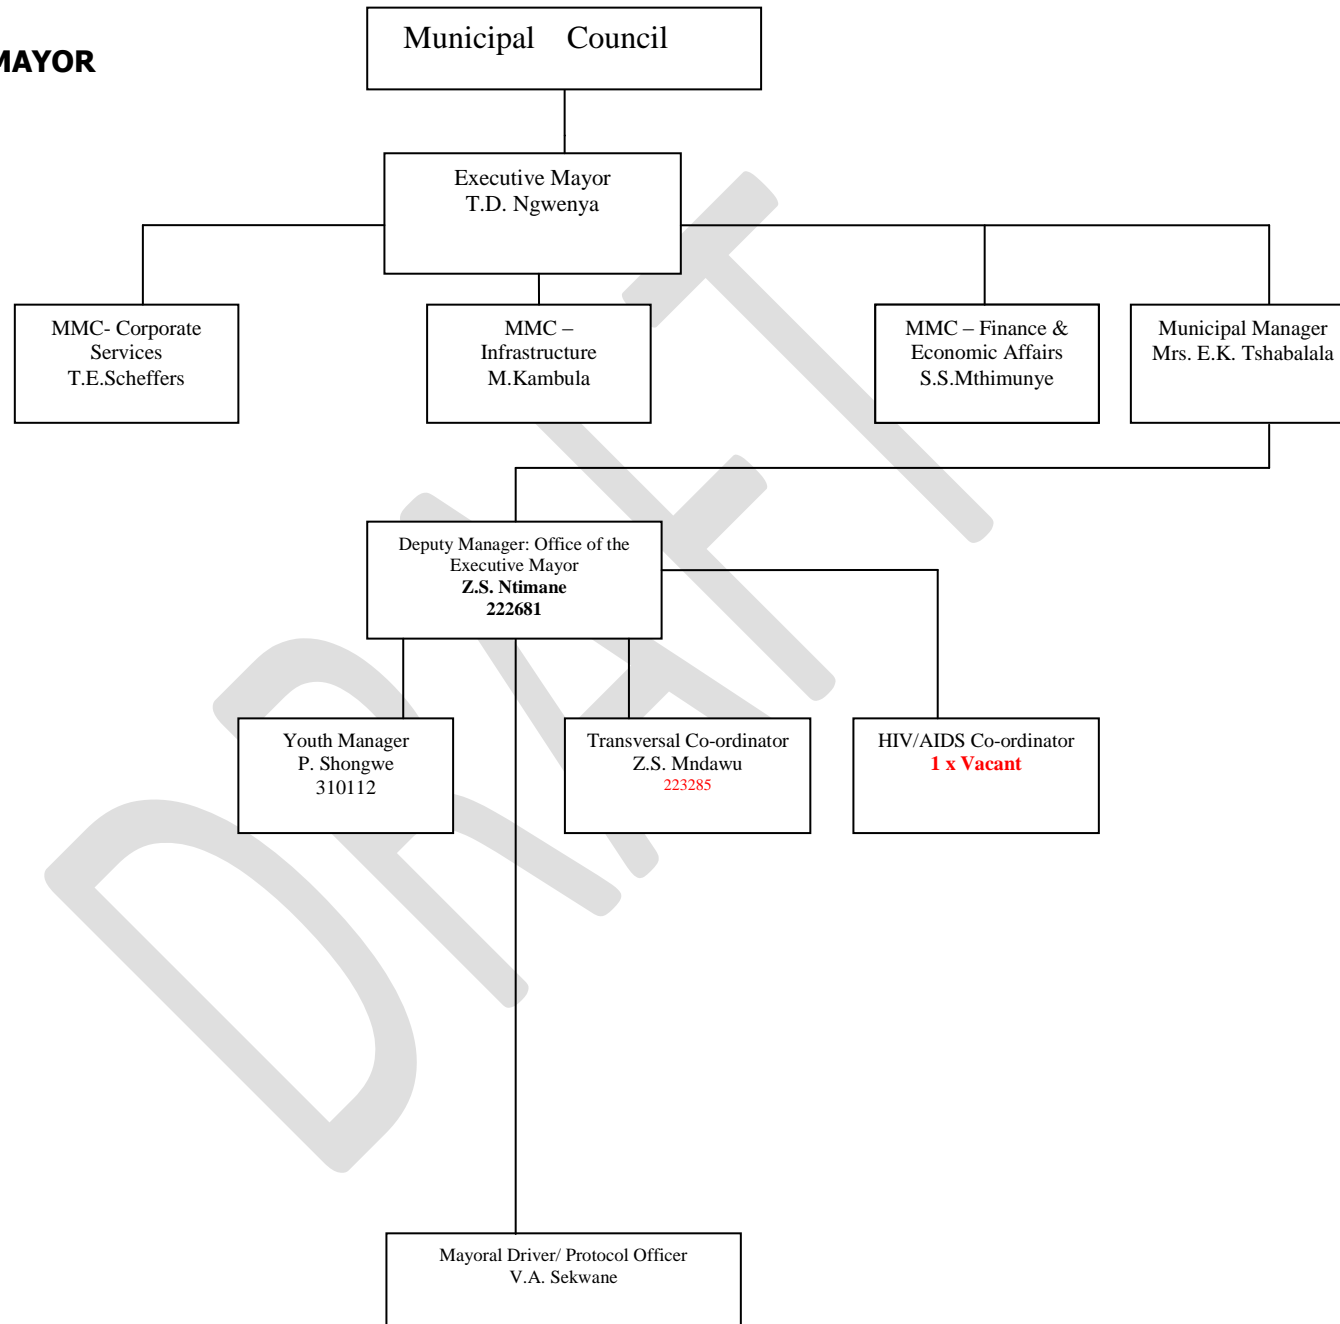 MAYOR
Municipal Council
Executive Mayor
T.D. Ngwenya
MMC- Corporate
Services
T.E.Scheffers
MMC –
Infrastructure
M.Kambula
MMC – Finance &
Economic Affairs
S.S.Mthimunye
Municipal Manager
Mrs. E.K. Tshabalala
Deputy Manager: Office of the
Executive Mayor
Z.S. Ntimane
222681
Youth Manager
P. Shongwe
310112
Transversal Co-ordinator
Z.S. Mndawu
223285
HIV/AIDS Co-ordinator
1 x Vacant
Mayoral Driver/ Protocol Officer
V.A. Sekwane
DRAFT